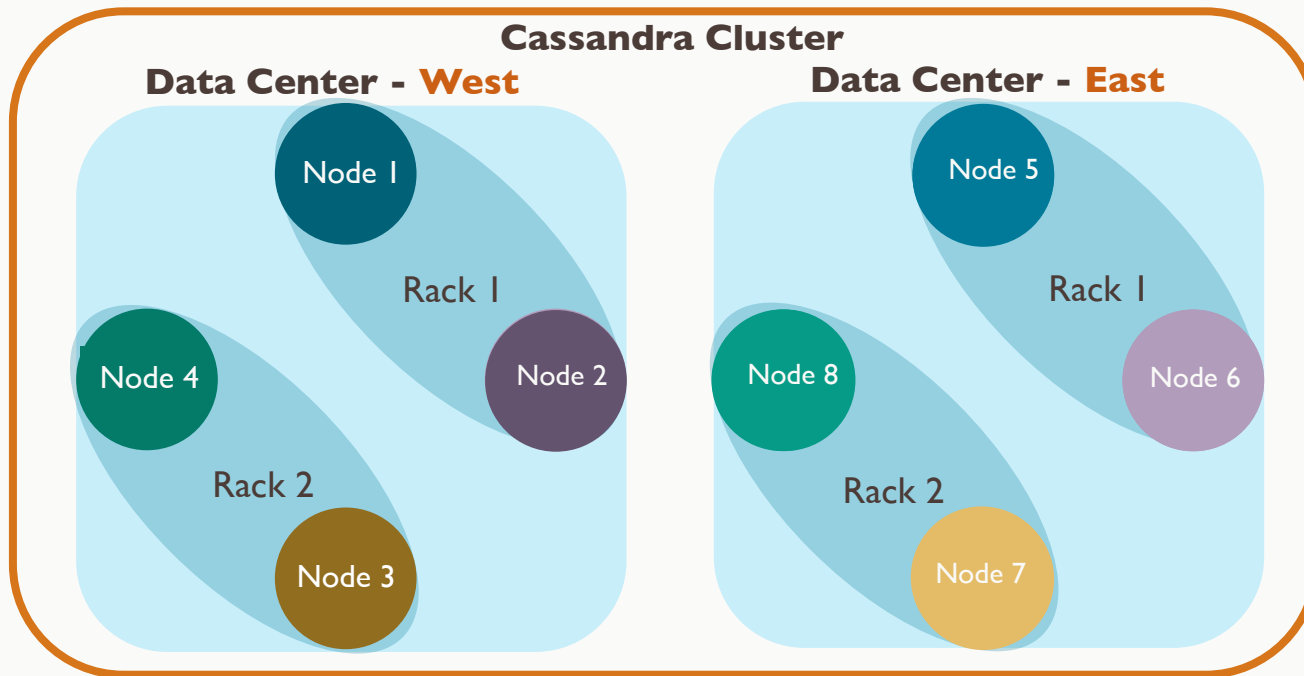 Cassandra Cluster
Data Center - West
Node 1
Rack 1
Node 2
Node 4
Rack 2
Node 3
Data Center - East
Node 5
Rack 1
Node 6
Node 8
Rack 2
Node 7